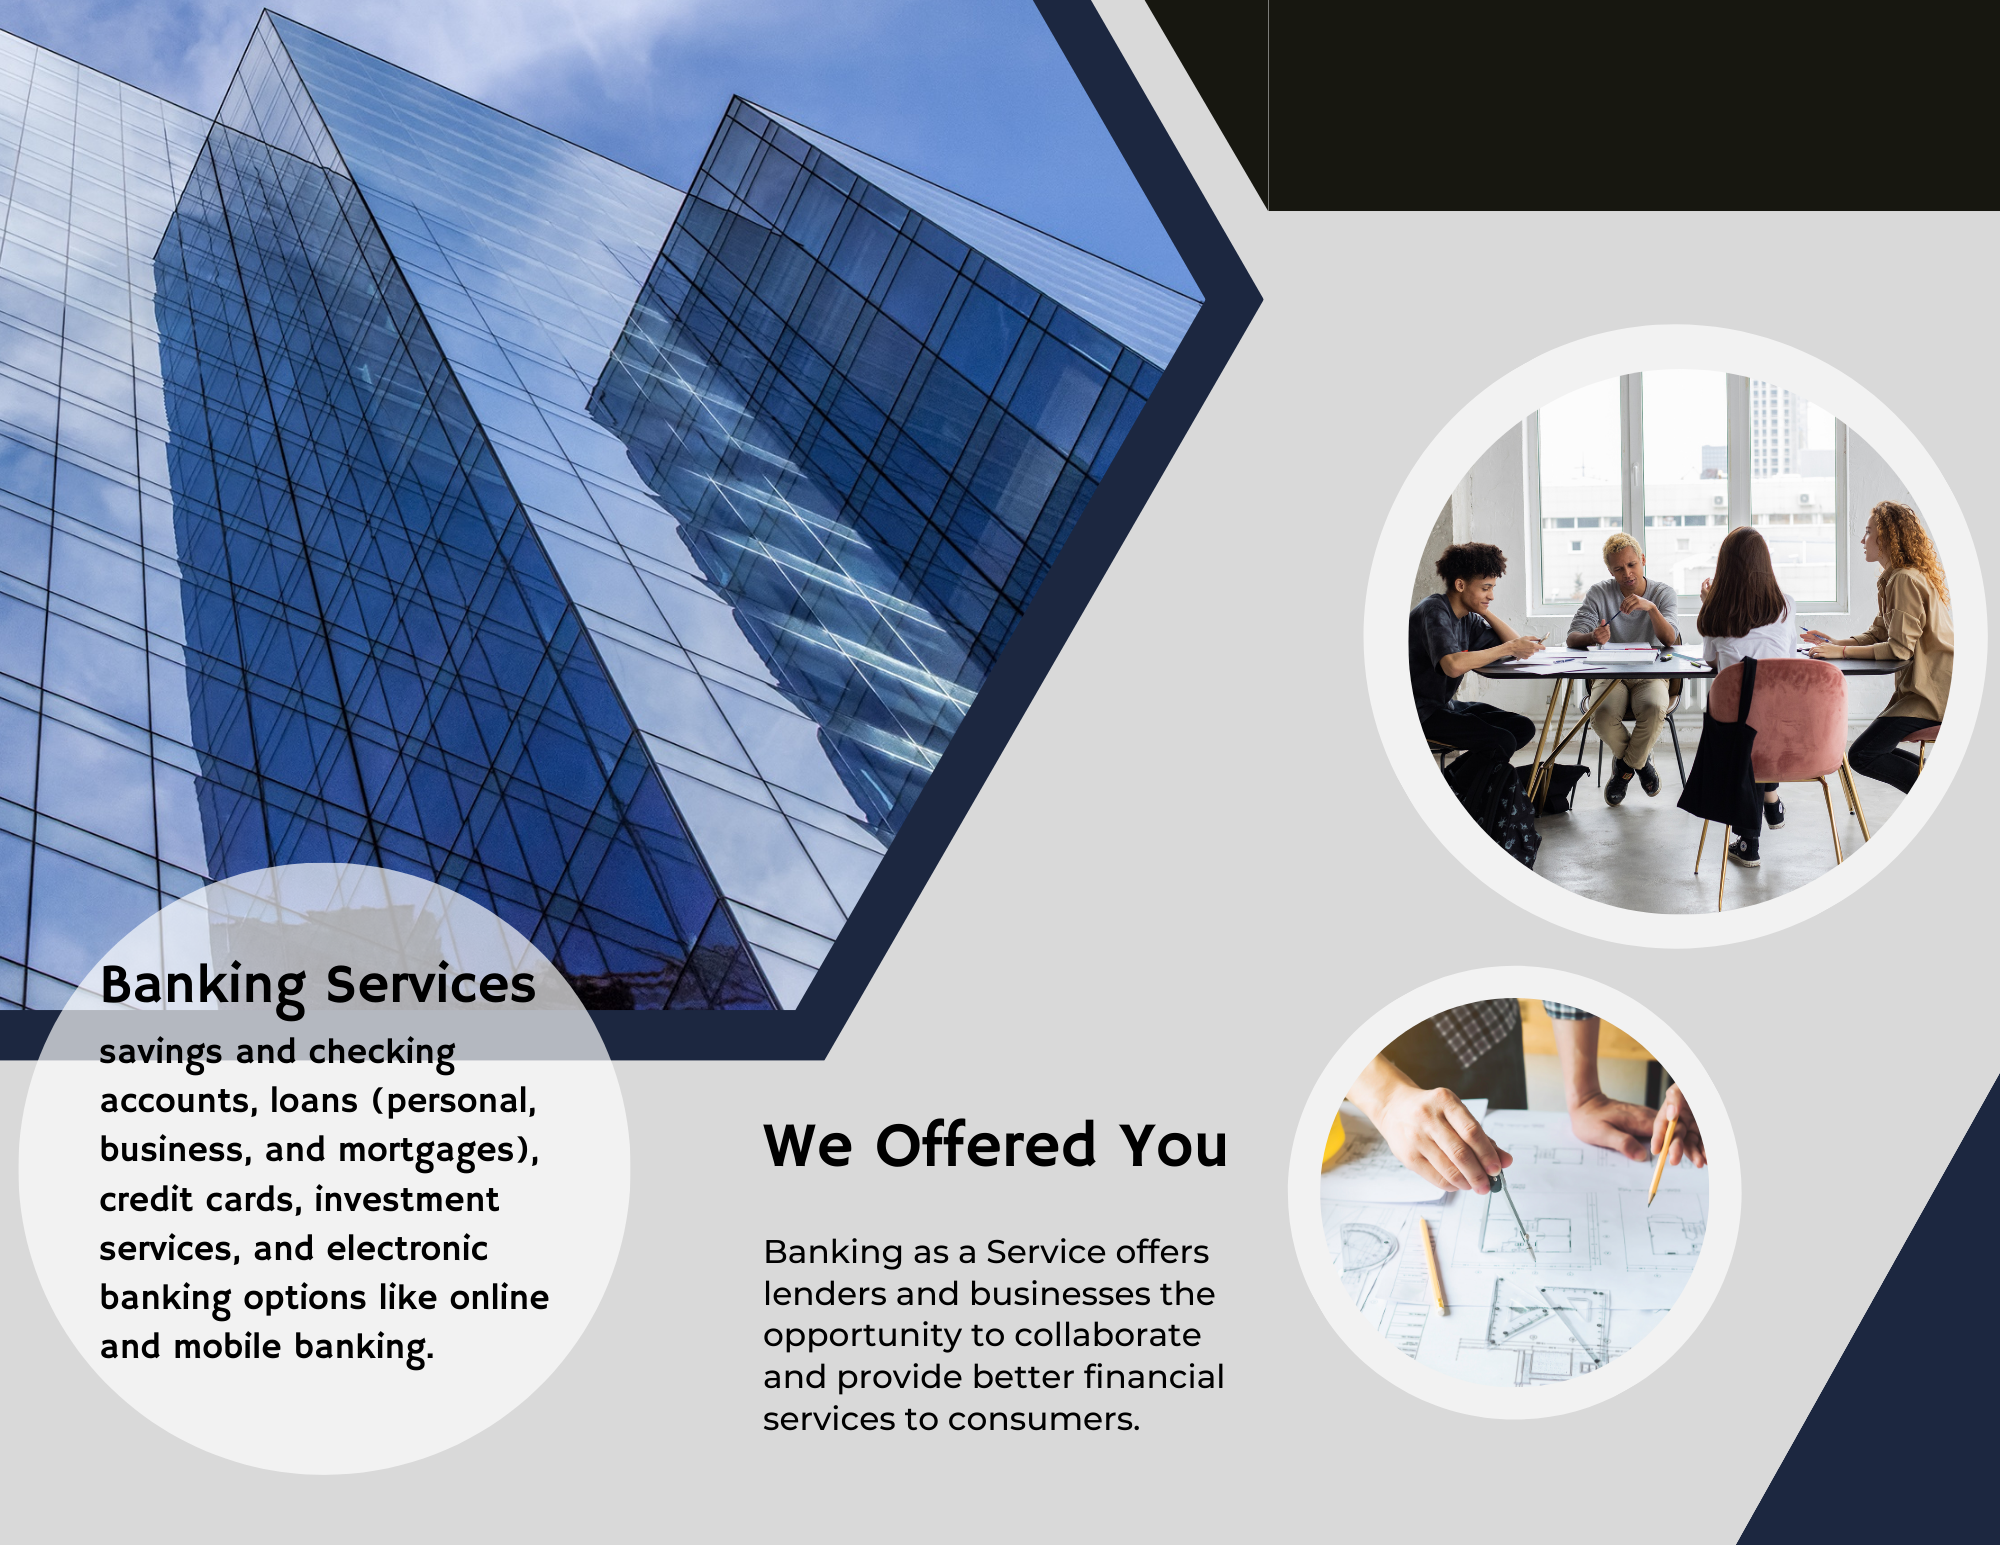 Banking Services
savings and checking
accounts, loans (personal,
business, and mortgages),
credit cards, investment
services, and electronic
banking options like online
and mobile banking.
We Offered You
Banking as a Service offers
lenders and businesses the
opportunity to collaborate
and provide better financial
services to consumers.